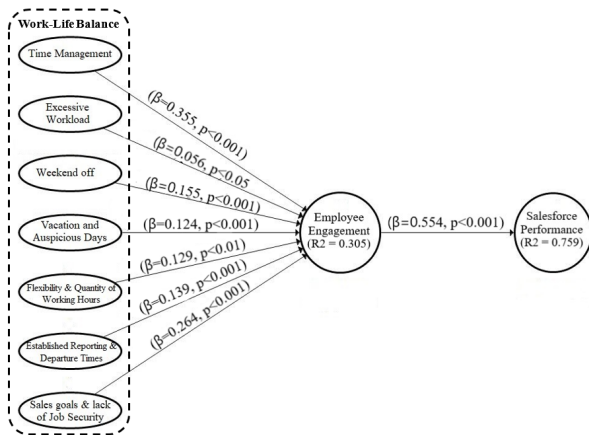 Work-Life Balance
Time Management
Excessive
Workload
Weekend off
Vacation and
Auspicious Days
Flexibility & Quantity of
Working Hours
Established Reporting &
Departure Times
Sales goals & lack
of Job Security
(β=0.355, p<0.001)
(β=0.056, p<0.05
(β=0.155, p<0.001)
(β=0.124, p<0.001)
(β=0.129, p<0.01)
(β=0.139, p<0.001)
(β=0.264, p<0.001)
Employee
Engagement
(R2 = 0.305)
(β=0.554, p<0.001)
Salesforce
Performance
(R2 = 0.759)